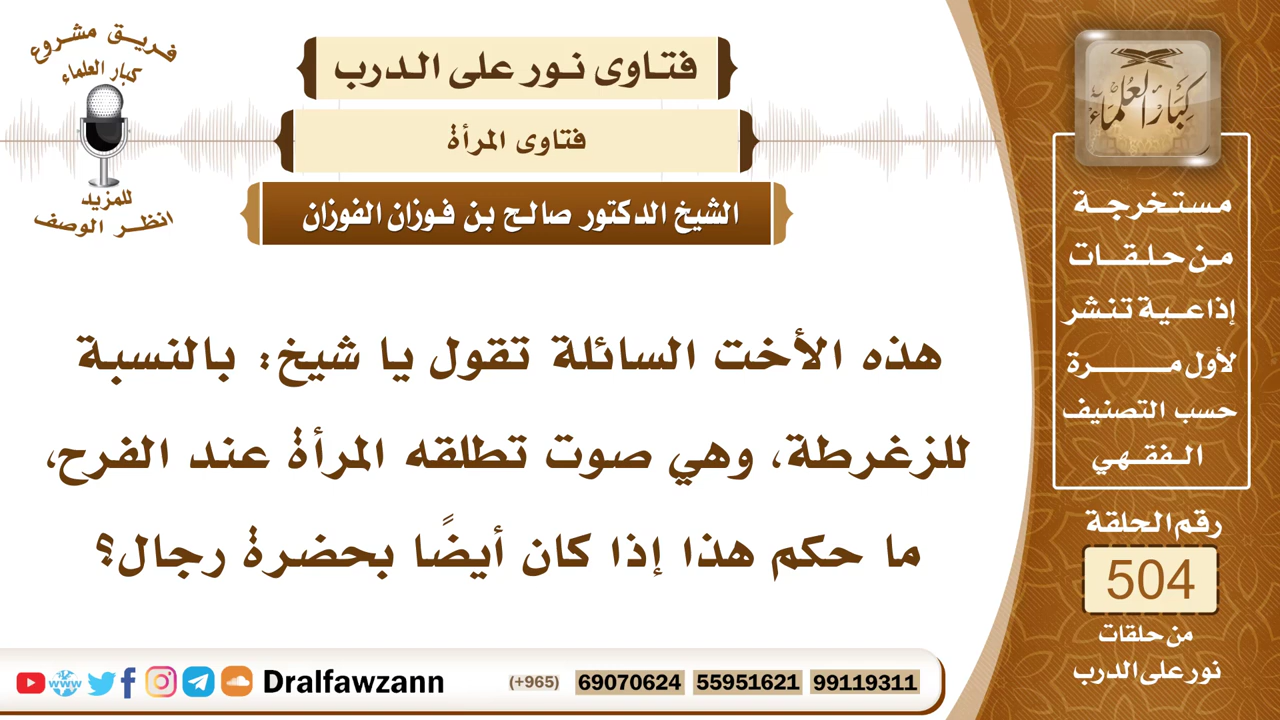 فريق مشروع
كبار العلماء
للمزيد
انظر الوصف
فتاوى نور على الدرب
فتاوى المرأة
الشيخ الدكتور صالح بن فوزان الفوزان
هذه الأخت السائلة تقول يا شيخ: بالنسبة
للزغرطة، وهي صوت تطلقه المرأة عند الفرح،
ما حكم هذا إذا كان أيضًا بحضرة رجال؟
كبار العلماء
مستخرجة
من حلقات
إذاعية تنشر
لأول مرة
حسب التصنيف
الفقهي
رقم الحلقة
504
من حلقات
نور على الدرب
www Dralfawzann (+965) 69070624 55951621 99119311